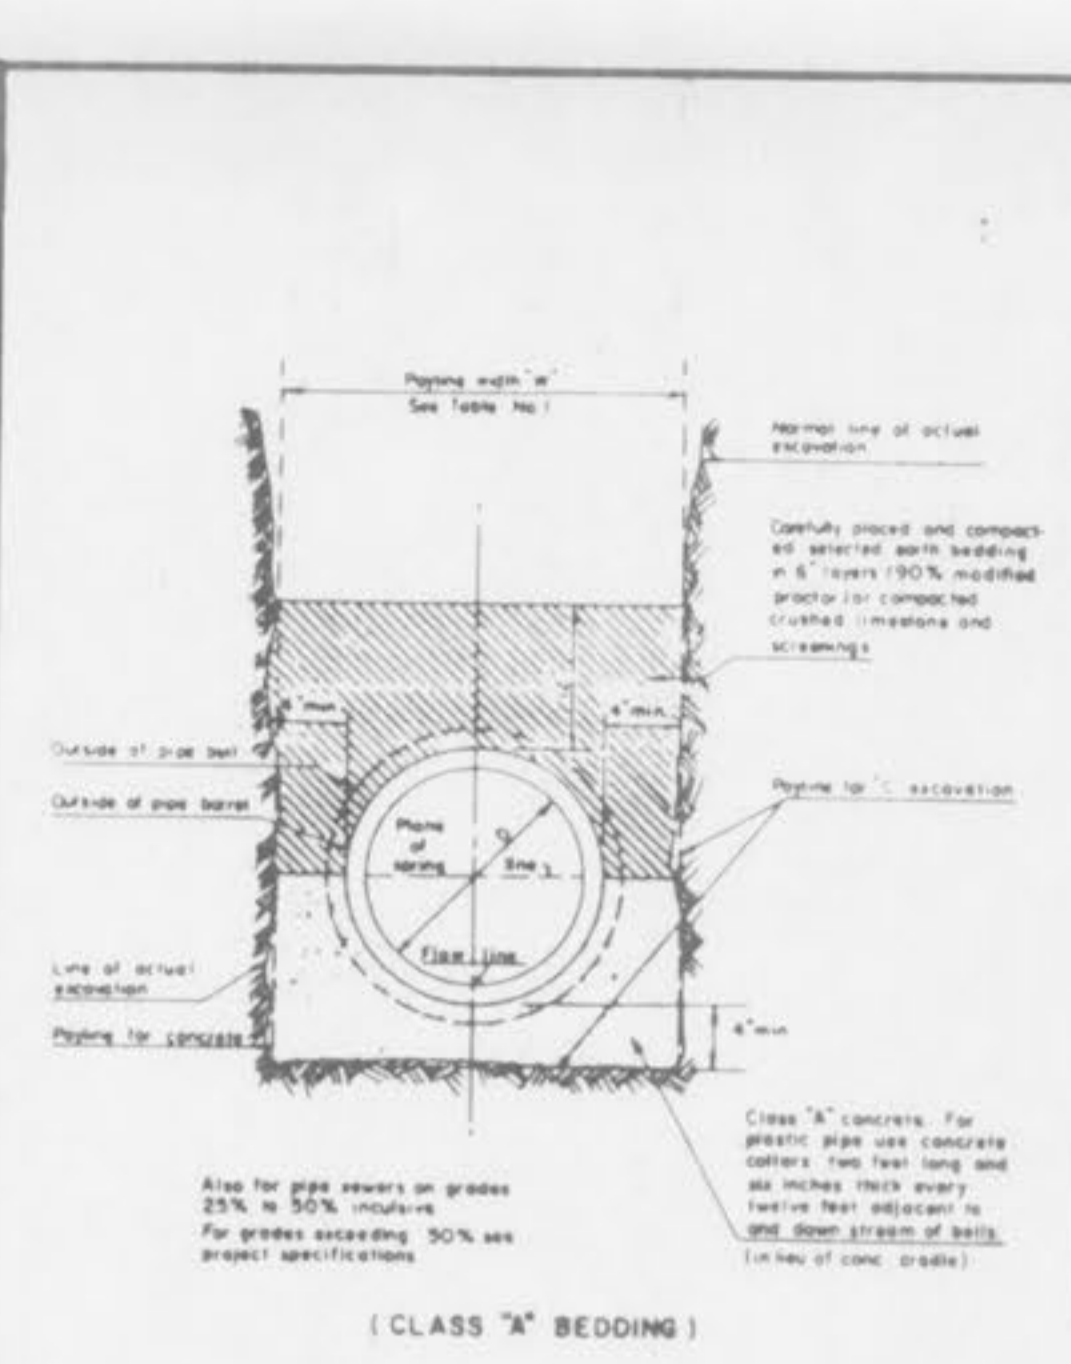 Payline width "W"
See Table No. 1
Normal line of actual
excavation
Carefully placed and compact-
ed selected earth bedding
in 6" layers (90% modified
proctor) or compacted
crushed limestone and
screenings
4" min.
4" min.
Outside of pipe bell
Outside of pipe barrel
Payline for "C" excavation
Plane
of
spring
line
D
Flow line
Line of actual
excavation
Payline for concrete
4" min
Class "A" concrete. For
plastic pipe use concrete
collars two feet long and
six inches thick every
twelve feet adjacent to
and down stream of bells.
(in lieu of conc. cradle)
Also for pipe sewers on grades
25% to 50% inculsive
For grades exceeding 50% see
project specifications
(CLASS "A" BEDDING)